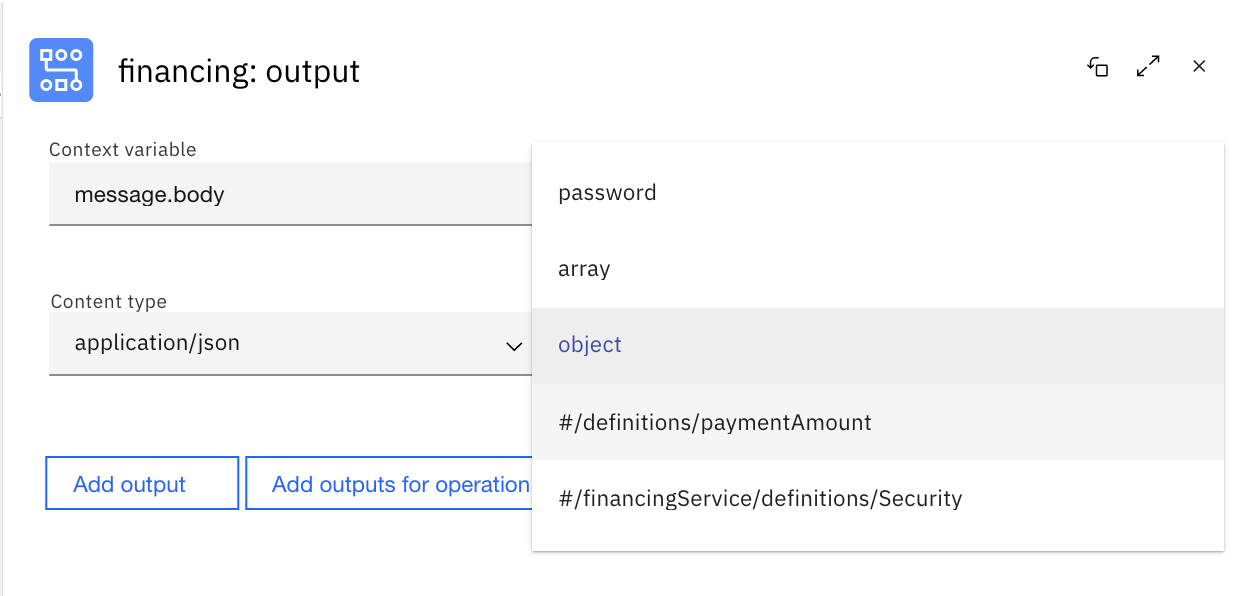 financing: output
Context variable
message.body
Content type
application/json
Add output
Add outputs for operation
password
array
object
#/definitions/paymentAmount
#/financingService/definitions/Security